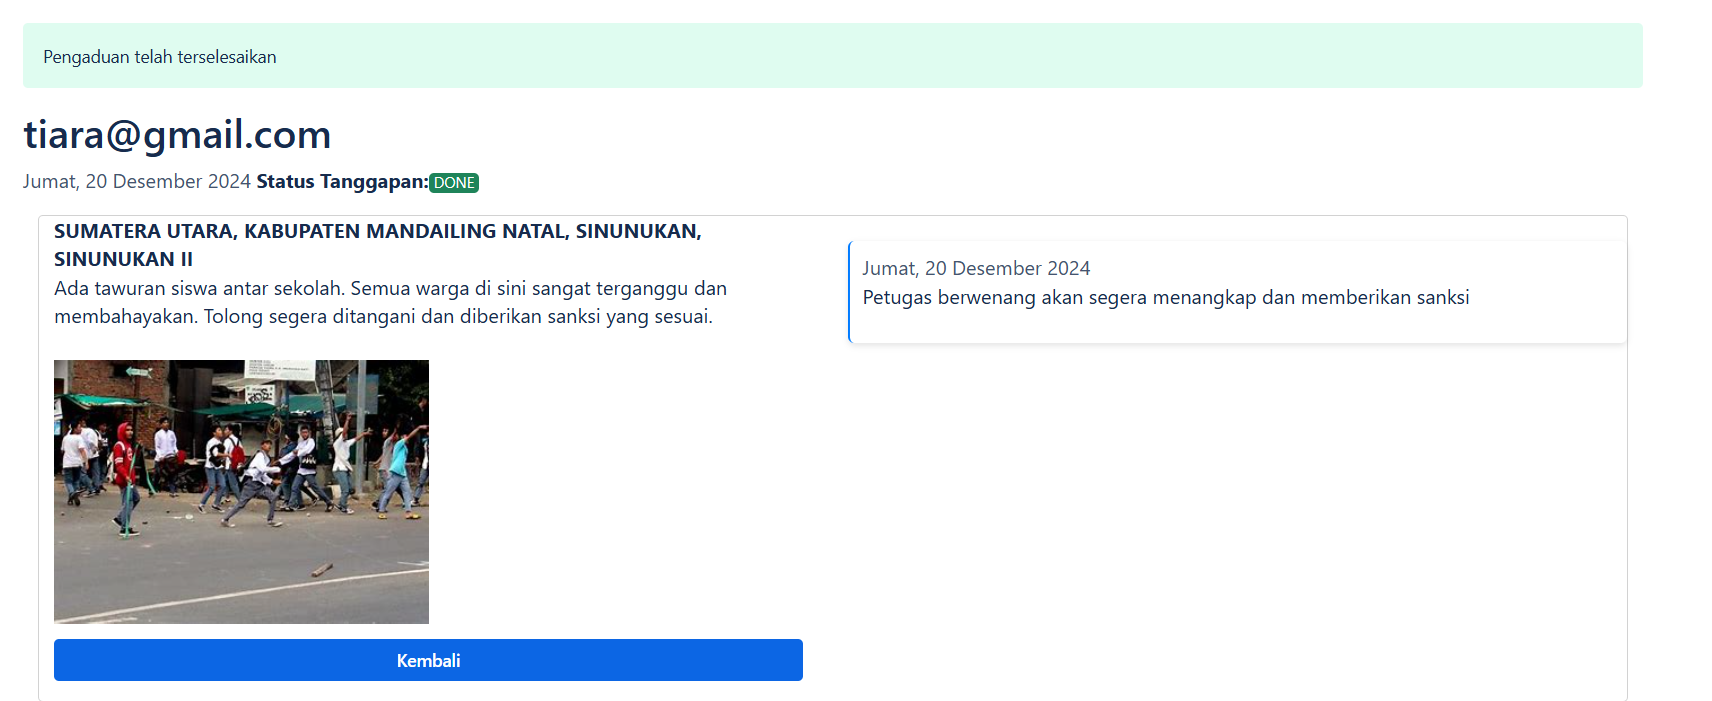 Pengaduan telah terselesaikan
tiara@gmail.com
Jumat, 20 Desember 2024 Status Tanggapan: DONE
SUMATERA UTARA, KABUPATEN MANDAILING NATAL, SINUNUKAN,
SINUNUKAN II
Ada tawuran siswa antar sekolah. Semua warga di sini sangat terganggu dan
membahayakan. Tolong segera ditangani dan diberikan sanksi yang sesuai.
Kembali
Jumat, 20 Desember 2024
Petugas berwenang akan segera menangkap dan memberikan sanksi